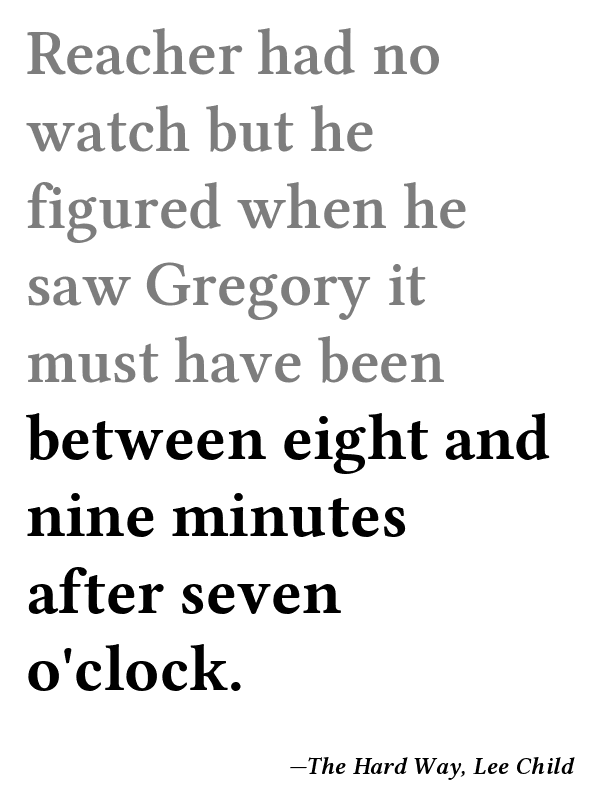 Reacher had no
watch but he
figured when he
saw Gregory it
must have been
between eight and
nine minutes
after seven
o'clock.
—The Hard Way, Lee Child